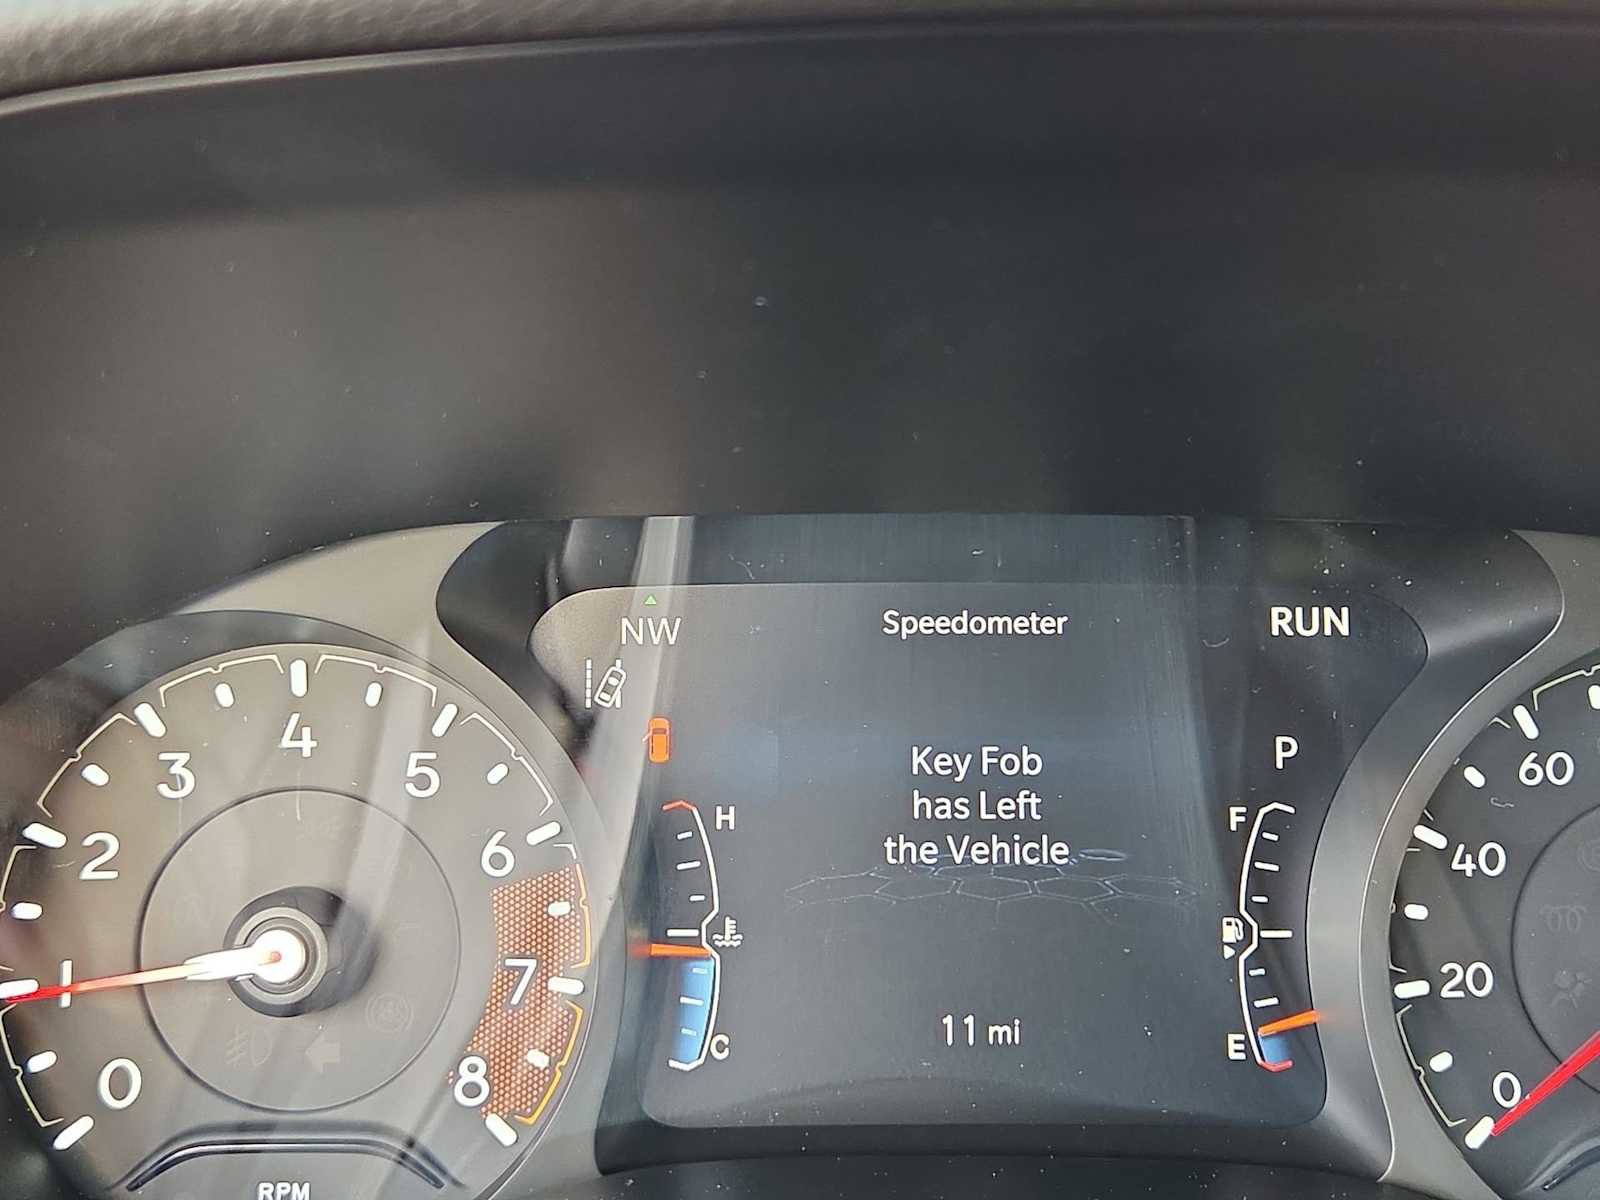 NW
Speedometer
RUN
Key Fob
has Left
the Vehicle
P
H
C
F
E
11 mi
0
1
2
3
4
5
6
7
8
RPM
0
20
40
60